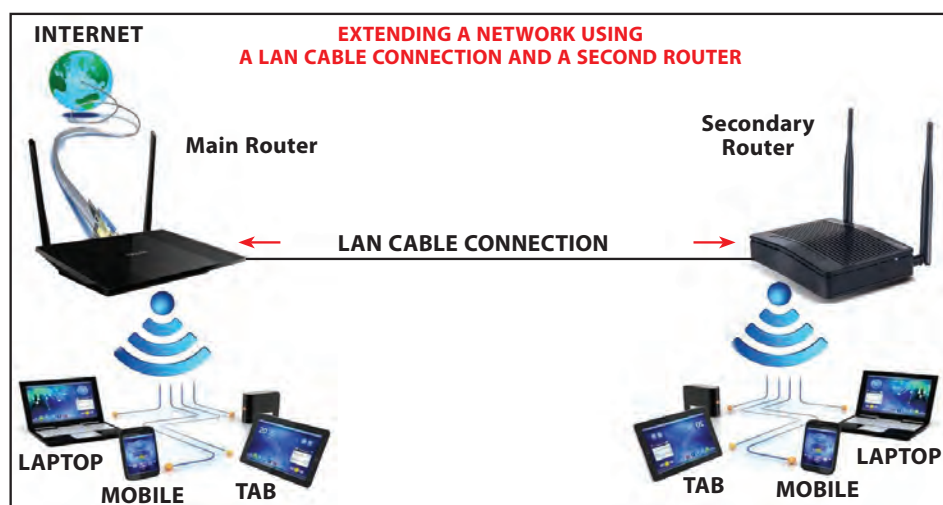 INTERNET
EXTENDING A NETWORK USING
A LAN CABLE CONNECTION AND A SECOND ROUTER
Main Router
Secondary
Router
LAN CABLE CONNECTION
LAPTOP
MOBILE
TAB
TAB
MOBILE
LAPTOP